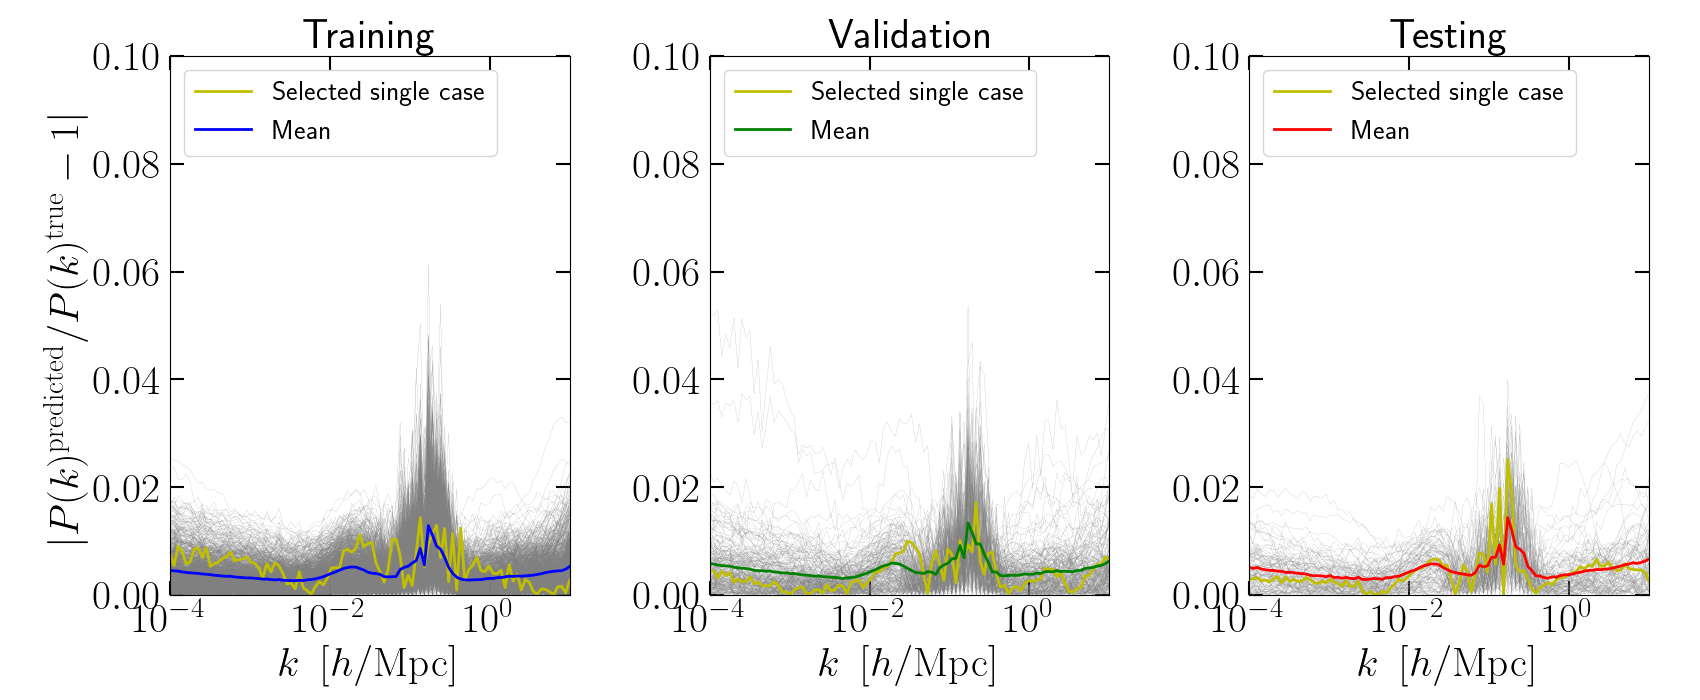 Training
Validation
Testing
|P(k)^predicted/P(k)^true − 1|
0.10
0.08
0.06
0.04
0.02
0.00
Selected single case
Mean
10^−4
10^−2
10^0
k [h/Mpc]
0.10
0.08
0.06
0.04
0.02
0.00
Selected single case
Mean
10^−4
10^−2
10^0
k [h/Mpc]
0.10
0.08
0.06
0.04
0.02
0.00
Selected single case
Mean
10^−4
10^−2
10^0
k [h/Mpc]